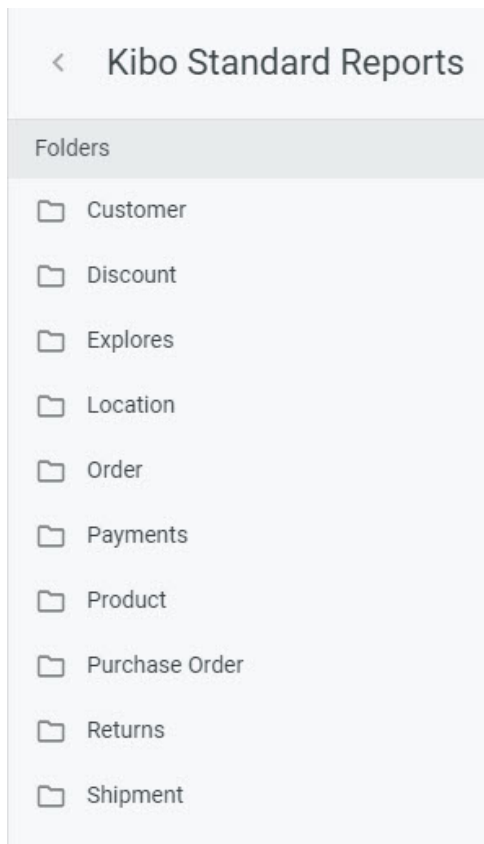 Kibo Standard Reports
Folders
Customer
Discount
Explores
Location
Order
Payments
Product
Purchase Order
Returns
Shipment